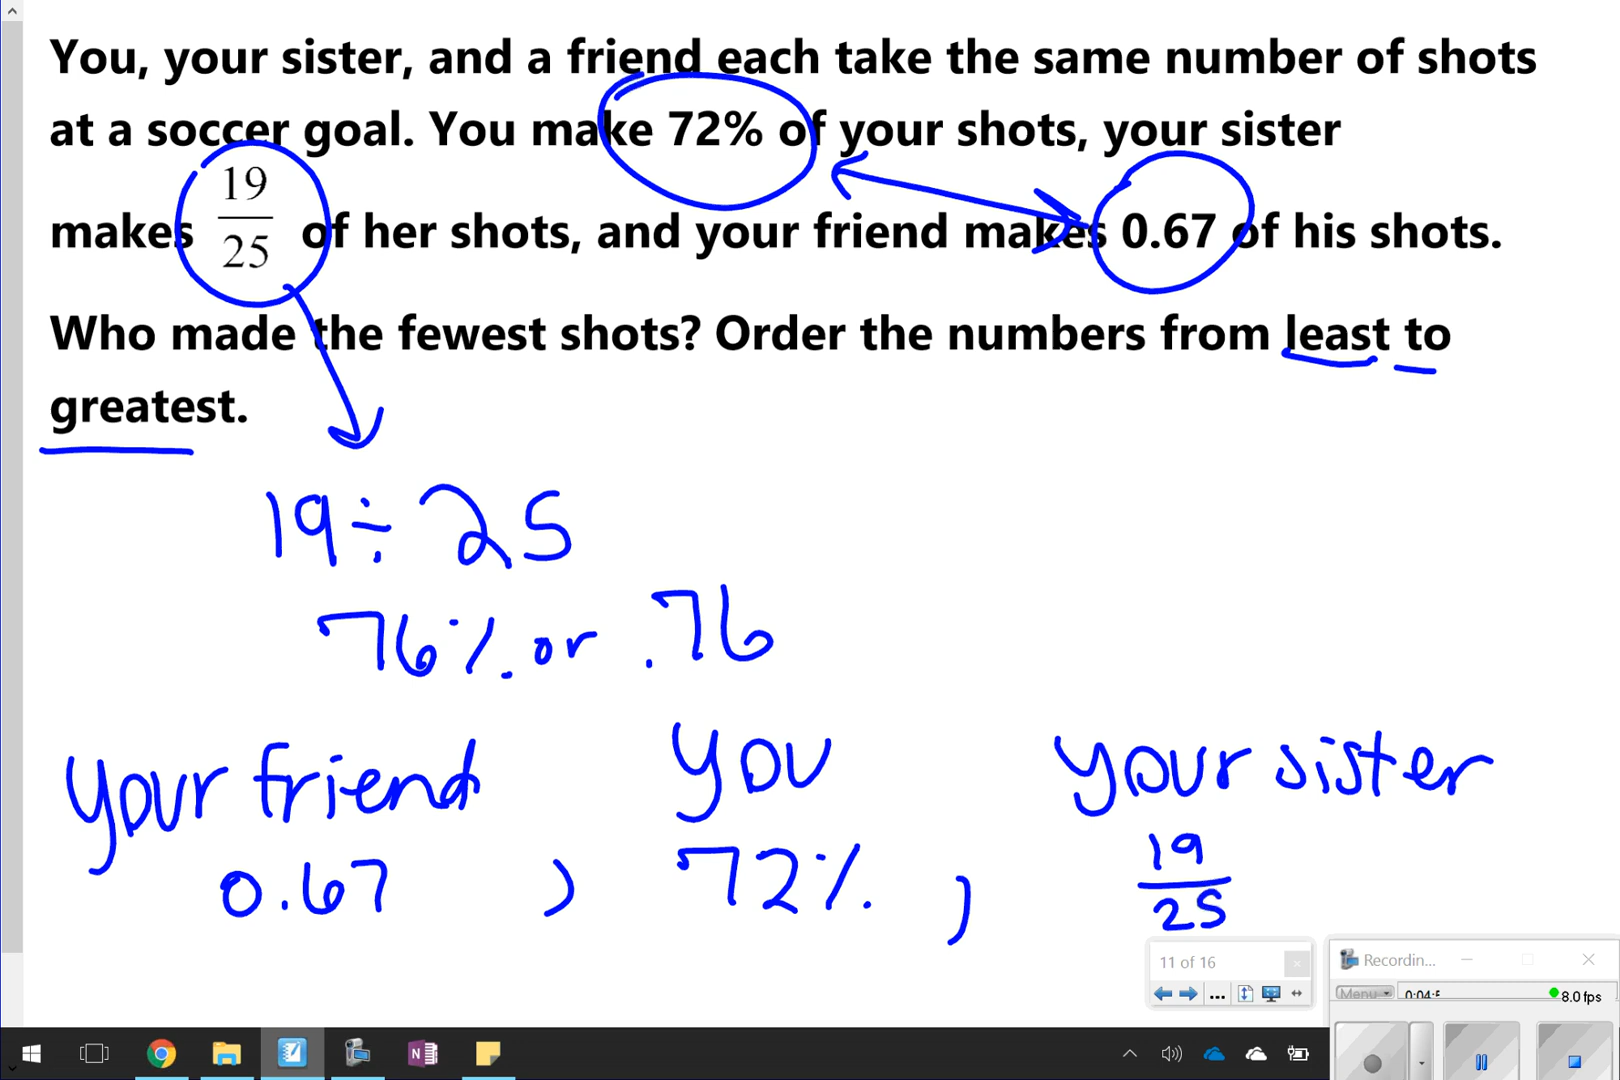 You, your sister, and a friend each take the same number of shots
at a soccer goal. You make 72% of your shots, your sister
makes 19/25 of her shots, and your friend makes 0.67 of his shots.
Who made the fewest shots? Order the numbers from least to
greatest.
19 ÷ 25
76% or .76
your friend you your sister
0.67 , 72% , 19/25
11 of 16
Recordin...
Menu
8.0 fps